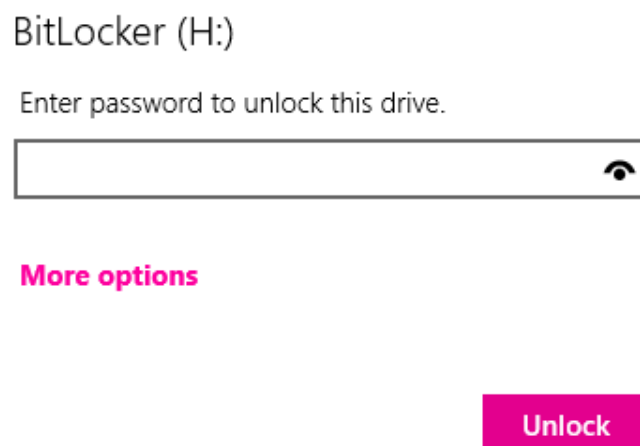 BitLocker (H:)
Enter password to unlock this drive.
More options
Unlock